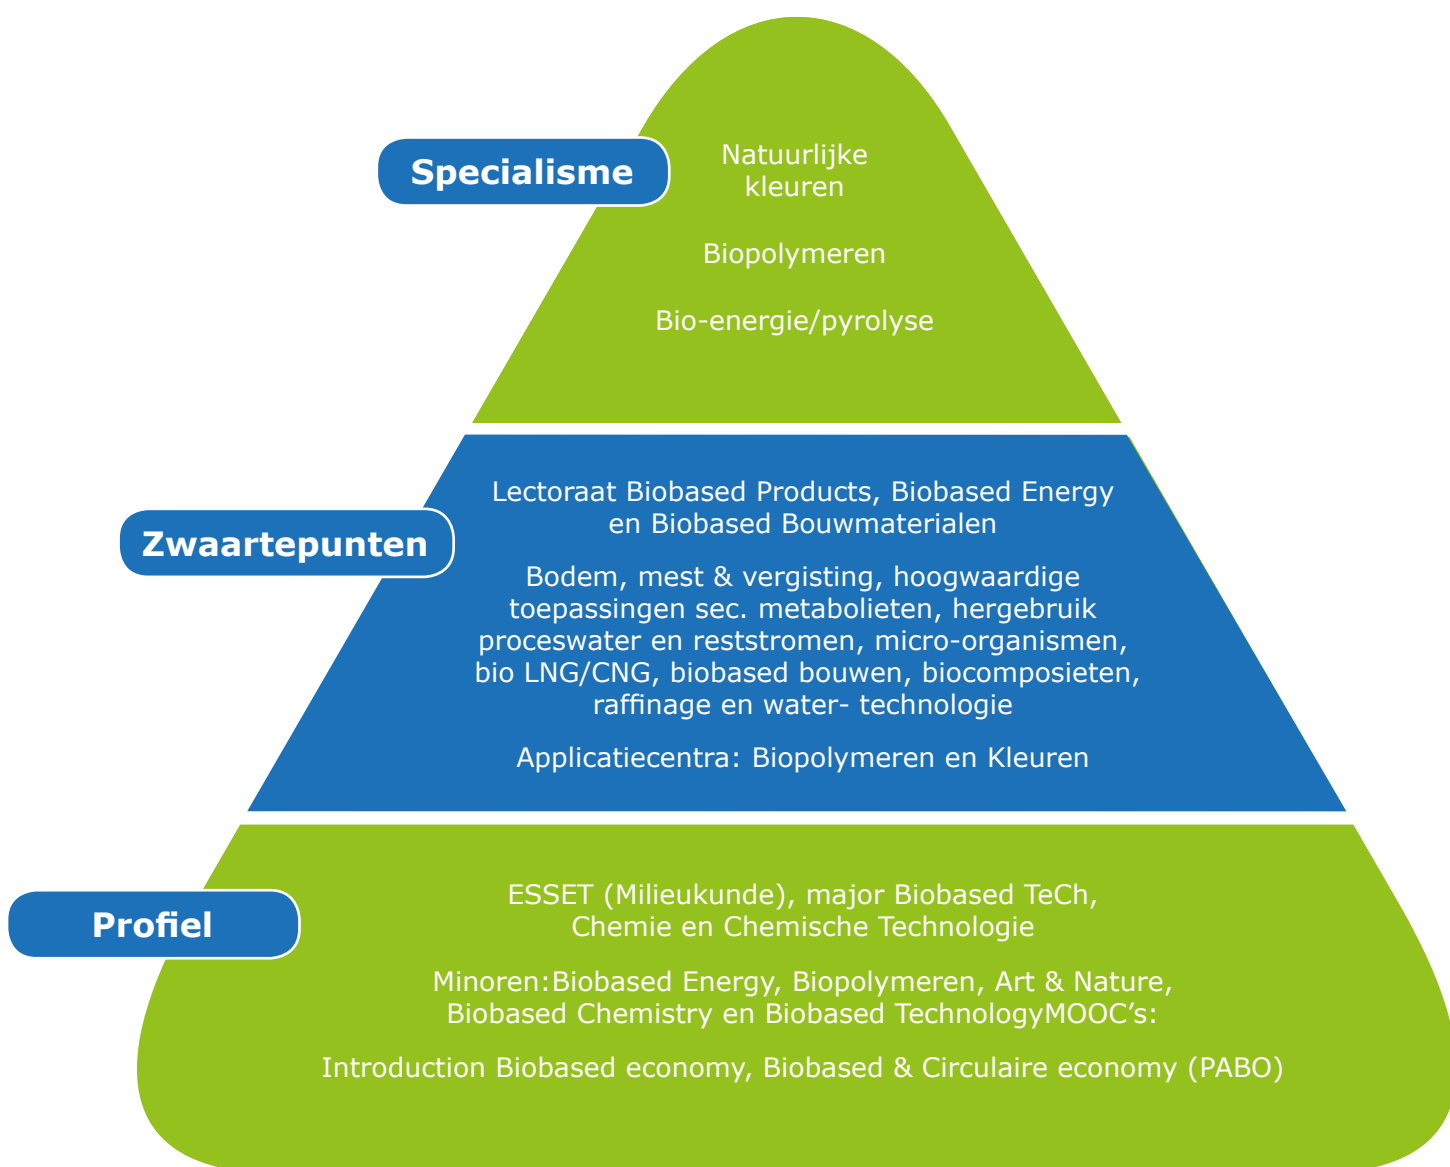 Specialisme
Natuurlijke
kleuren
Biopolymeren
Bio-energie/pyrolyse
Zwaartepunten
Lectoraat Biobased Products, Biobased Energy
en Biobased Bouwmaterialen
Bodem, mest & vergisting, hoogwaardige
toepassingen sec. metabolieten, hergebruik
proceswater en reststromen, micro-organismen,
bio LNG/CNG, biobased bouwen, biocomposieten,
raffinage en water- technologie
Applicatiecentra: Biopolymeren en Kleuren
Profiel
ESSET (Milieukunde), major Biobased TeCh,
Chemie en Chemische Technologie
Minoren:Biobased Energy, Biopolymeren, Art & Nature,
Biobased Chemistry en Biobased TechnologyMOOC’s:
Introduction Biobased economy, Biobased & Circulaire economy (PABO)